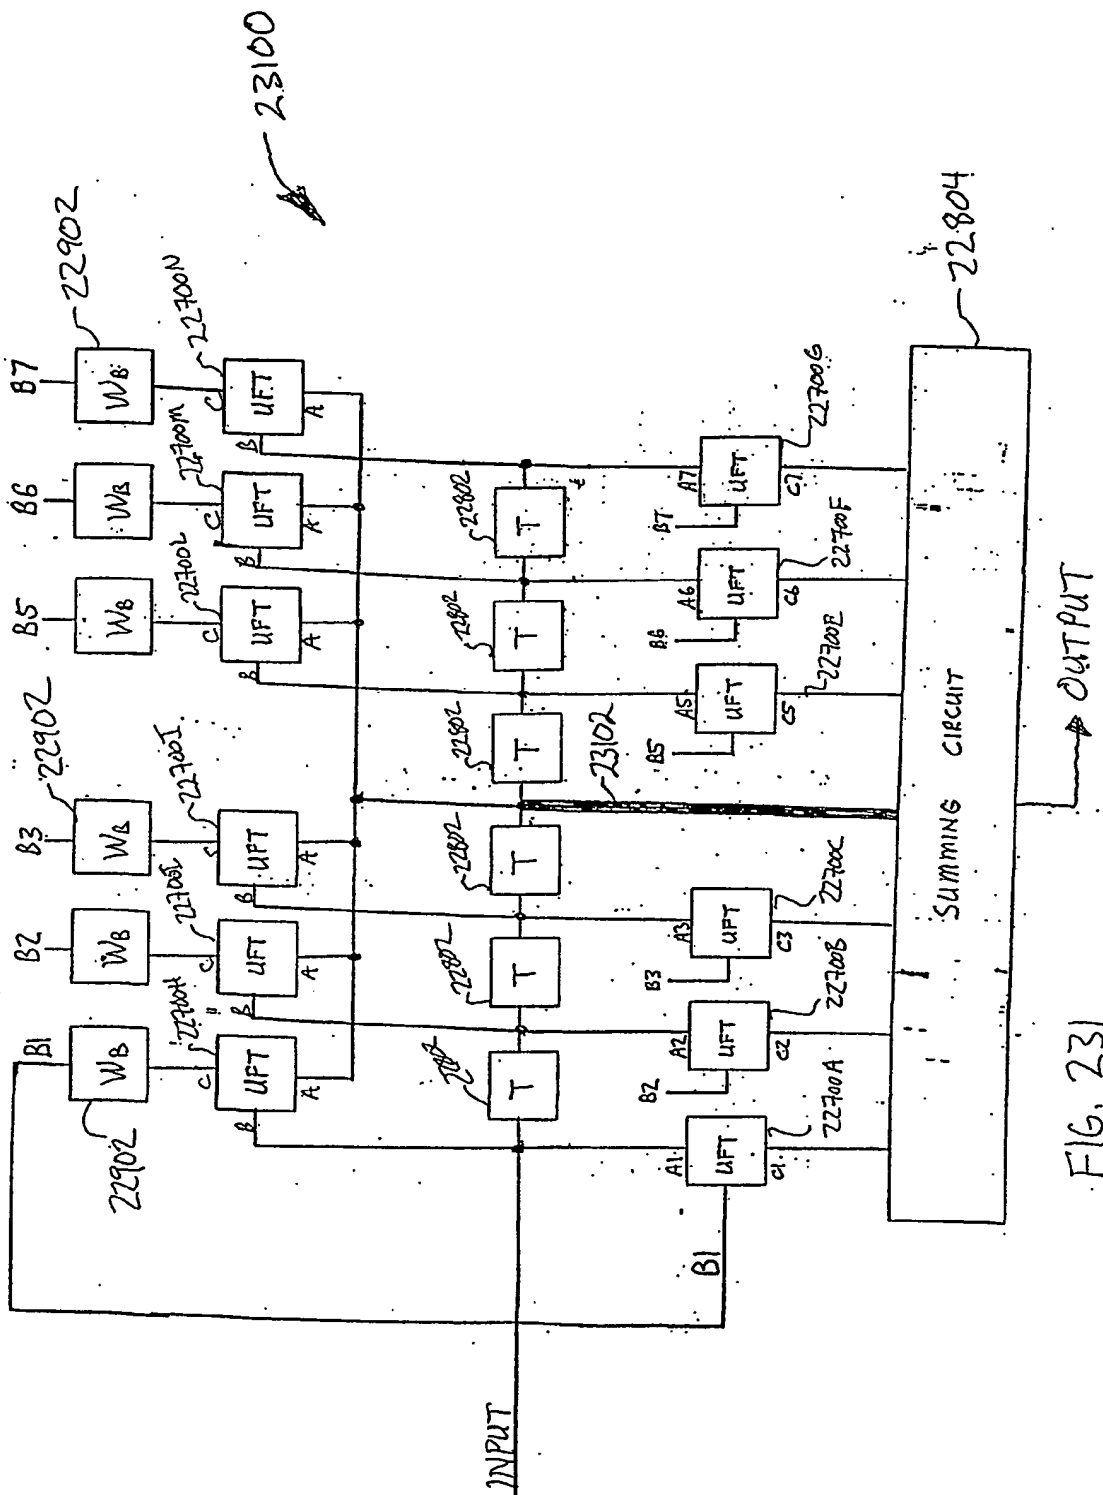 23100
B1 B2 B3 B5 B6 B7
22902 22902 22902
WB WB WB WB WB WB
22700H 22700I 22700J 22700L 22700M 22700N
C C C C C C
UFT UFT UFT UFT UFT UFT
B B B B B B
A A A A A A
22802 22802 22802 22802 22802
T T T T T T
INPUT
23102
A1 A2 A3 A5 A6 A7
B1 B2 B3 B5 B6 B7
UFT UFT UFT UFT UFT UFT
C1 C2 C3 C5 C6 C7
22700A 22700B 22700C 22700E 22700F 22700G
SUMMING CIRCUIT
22804
OUTPUT
FIG. 231